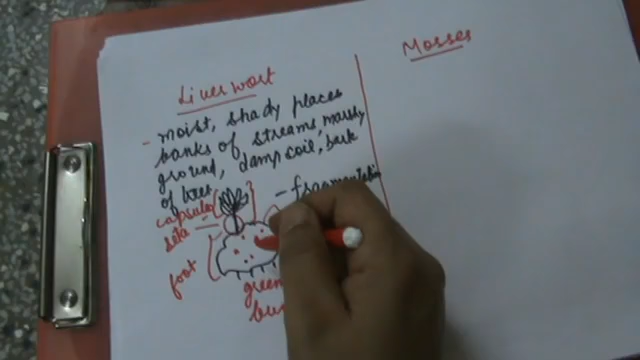 Liverwort
Mosses
- moist, shady places
banks of streams, marshy
ground, damp soil, bark
of trees
- fragmentation
capsule
seta
foot
green